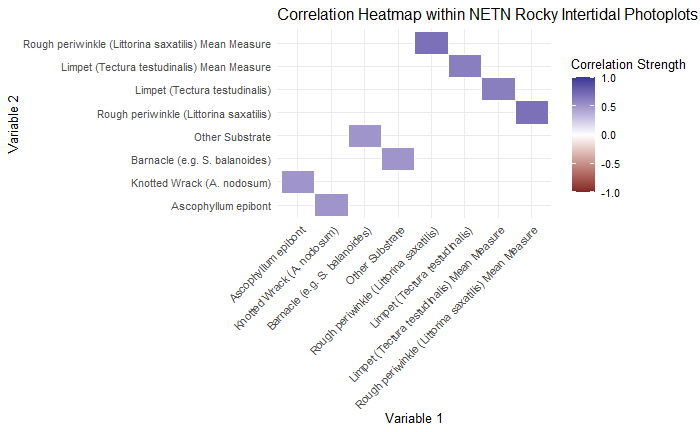 Correlation Heatmap within NETN Rocky Intertidal Photoplots
Rough periwinkle (Littorina saxatilis) Mean Measure
Limpet (Tectura testudinalis) Mean Measure
Limpet (Tectura testudinalis)
Rough periwinkle (Littorina saxatilis)
Other Substrate
Barnacle (e.g. S. balanoides)
Knotted Wrack (A. nodosum)
Ascophyllum epibont
Variable 2
Ascophyllum epibont
Knotted Wrack (A. nodosum)
Barnacle (e.g. S. balanoides)
Other Substrate
Rough periwinkle (Littorina saxatilis)
Limpet (Tectura testudinalis)
Limpet (Tectura testudinalis) Mean Measure
Rough periwinkle (Littorina saxatilis) Mean Measure
Variable 1
Correlation Strength
1.0
0.5
0.0
-0.5
-1.0